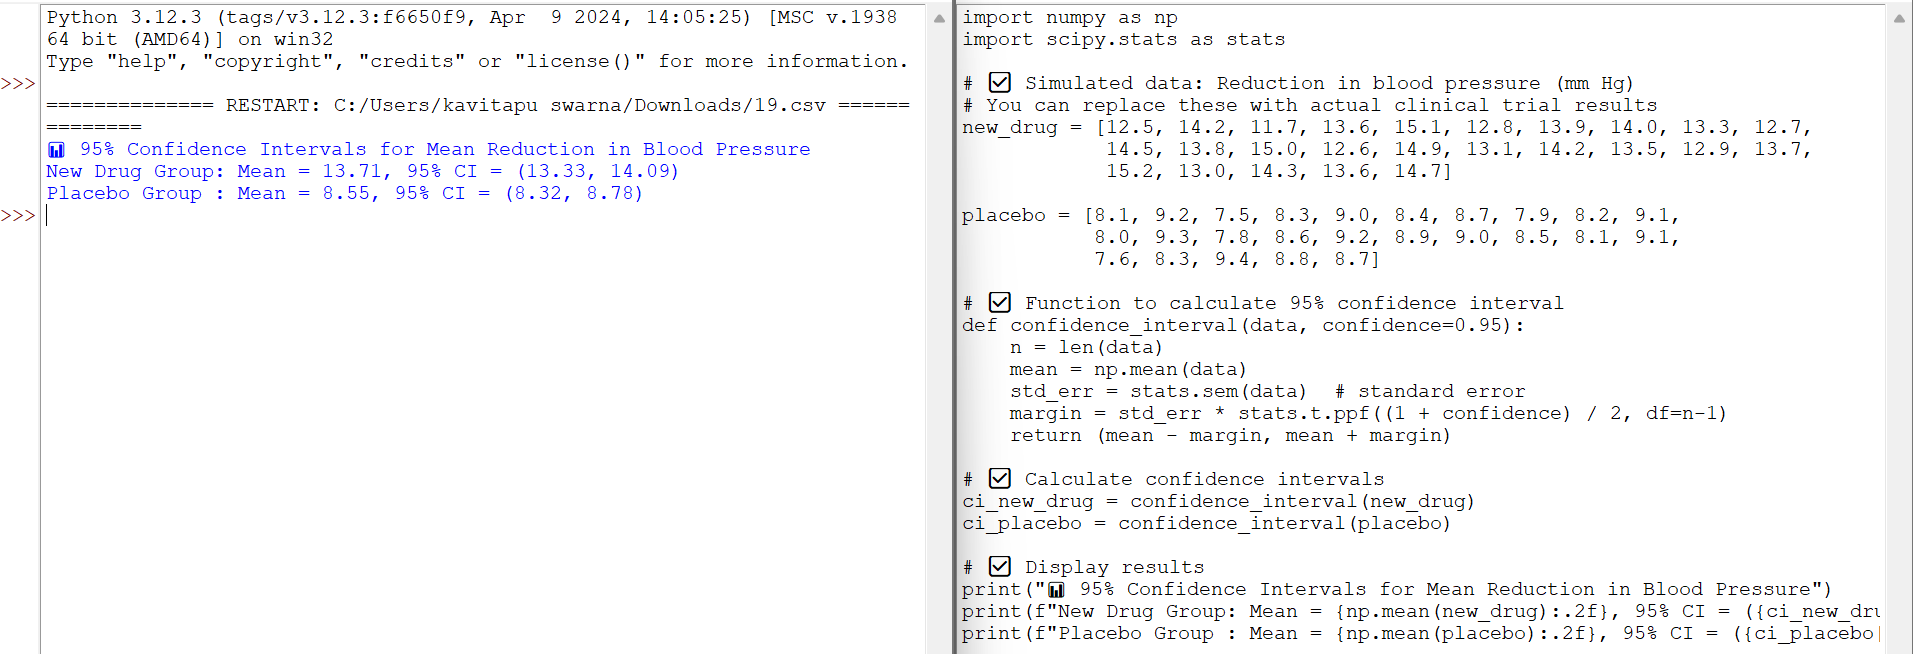 Python 3.12.3 (tags/v3.12.3:f6650f9, Apr  9 2024, 14:05:25) [MSC v.1938
64 bit (AMD64)] on win32
Type "help", "copyright", "credits" or "license()" for more information.
>>>
============== RESTART: C:/Users/kavitapu swarna/Downloads/19.csv ======
========
📊 95% Confidence Intervals for Mean Reduction in Blood Pressure
New Drug Group: Mean = 13.71, 95% CI = (13.33, 14.09)
Placebo Group : Mean = 8.55, 95% CI = (8.32, 8.78)
>>>
import numpy as np
import scipy.stats as stats
# ✅ Simulated data: Reduction in blood pressure (mm Hg)
# You can replace these with actual clinical trial results
new_drug = [12.5, 14.2, 11.7, 13.6, 15.1, 12.8, 13.9, 14.0, 13.3, 12.7,
            14.5, 13.8, 15.0, 12.6, 14.9, 13.1, 14.2, 13.5, 12.9, 13.7,
            15.2, 13.0, 14.3, 13.6, 14.7]
placebo = [8.1, 9.2, 7.5, 8.3, 9.0, 8.4, 8.7, 7.9, 8.2, 9.1,
           8.0, 9.3, 7.8, 8.6, 9.2, 8.9, 9.0, 8.5, 8.1, 9.1,
           7.6, 8.3, 9.4, 8.8, 8.7]
# ✅ Function to calculate 95% confidence interval
def confidence_interval(data, confidence=0.95):
    n = len(data)
    mean = np.mean(data)
    std_err = stats.sem(data)  # standard error
    margin = std_err * stats.t.ppf((1 + confidence) / 2, df=n-1)
    return (mean - margin, mean + margin)
# ✅ Calculate confidence intervals
ci_new_drug = confidence_interval(new_drug)
ci_placebo = confidence_interval(placebo)
# ✅ Display results
print("📊 95% Confidence Intervals for Mean Reduction in Blood Pressure")
print(f"New Drug Group: Mean = {np.mean(new_drug):.2f}, 95% CI = ({ci_new_dru
print(f"Placebo Group : Mean = {np.mean(placebo):.2f}, 95% CI = ({ci_placebo